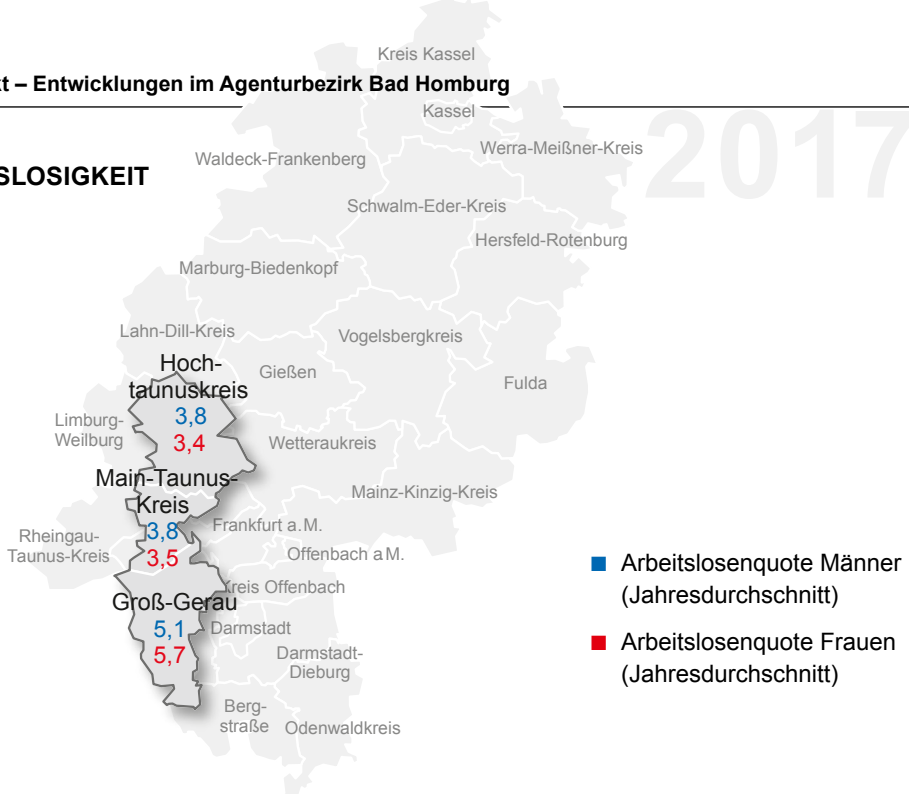 Kreis Kassel
– Entwicklungen im Agenturbezirk Bad Homburg
Kassel
2017
Werra-Meißner-Kreis
Waldeck-Frankenberg
SLOSIGKEIT
Schwalm-Eder-Kreis
Hersfeld-Rotenburg
Marburg-Biedenkopf
Lahn-Dill-Kreis
Vogelsbergkreis
Hoch-
taunuskreis
3,8
3,4
Gießen
Fulda
Limburg-
Weilburg
Wetteraukreis
Main-Taunus-
Kreis
3,8
3,5
Mainz-Kinzig-Kreis
Frankfurt a.M.
Rheingau-
Taunus-Kreis
Offenbach a M.
Kreis Offenbach
Groß-Gerau
5,1
5,7
Darmstadt
Darmstadt-
Dieburg
Berg-
straße
Odenwaldkreis
Arbeitslosenquote Männer
(Jahresdurchschnitt)
Arbeitslosenquote Frauen
(Jahresdurchschnitt)